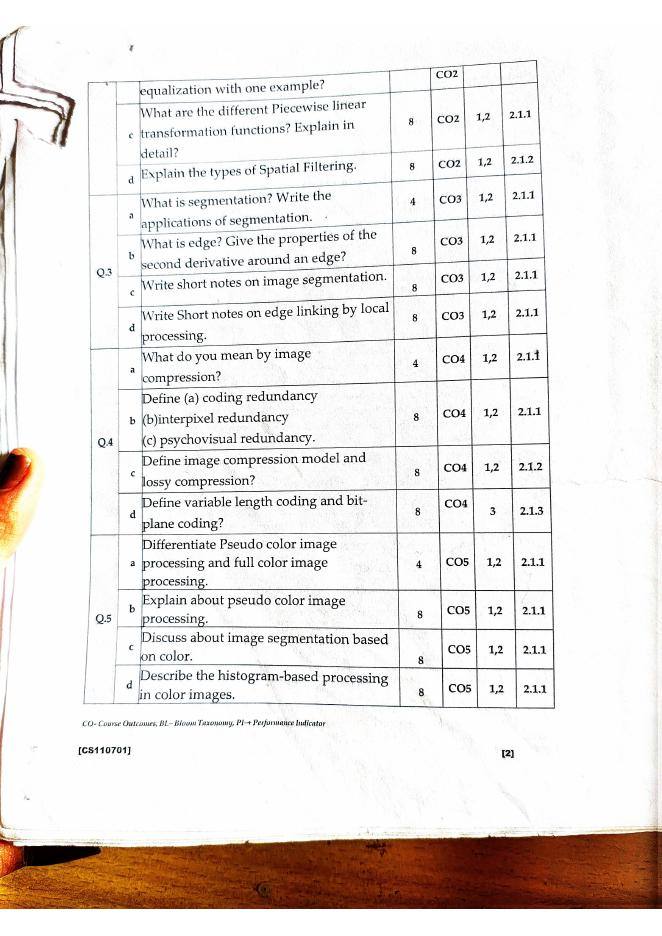 equalization with one example? CO2
What are the different Piecewise linear
c transformation functions? Explain in 8 CO2 1,2 2.1.1
detail?
d Explain the types of Spatial Filtering. 8 CO2 1,2 2.1.2
Q.3
a What is segmentation? Write the 4 CO3 1,2 2.1.1
applications of segmentation.
b What is edge? Give the properties of the 8 CO3 1,2 2.1.1
second derivative around an edge?
c Write short notes on image segmentation. 8 CO3 1,2 2.1.1
d Write Short notes on edge linking by local 8 CO3 1,2 2.1.1
processing.
Q.4
a What do you mean by image 4 CO4 1,2 2.1.1
compression?
Define (a) coding redundancy
b (b)interpixel redundancy 8 CO4 1,2 2.1.1
(c) psychovisual redundancy.
c Define image compression model and 8 CO4 1,2 2.1.2
lossy compression?
d Define variable length coding and bit- 8 CO4 3 2.1.3
plane coding?
Q.5
Differentiate Pseudo color image
a processing and full color image 4 CO5 1,2 2.1.1
processing.
b Explain about pseudo color image 8 CO5 1,2 2.1.1
processing.
c Discuss about image segmentation based 8 CO5 1,2 2.1.1
on color.
d Describe the histogram-based processing 8 CO5 1,2 2.1.1
in color images.
CO- Course Outcomes, BL– Bloom Taxonomy, PI→ Performance Indicator
[CS110701] [2]